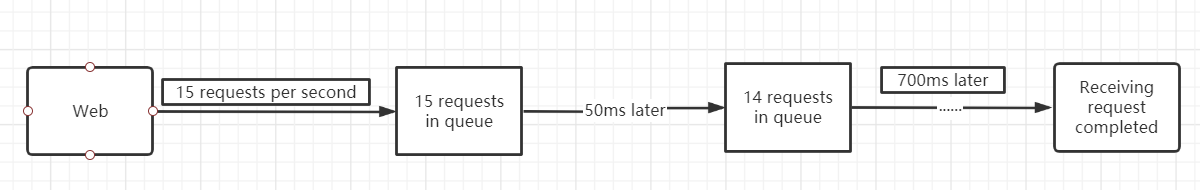 Web
15 requests per second
15 requests
in queue
50ms later
14 requests
in queue
700ms later
......
Receiving
request
completed